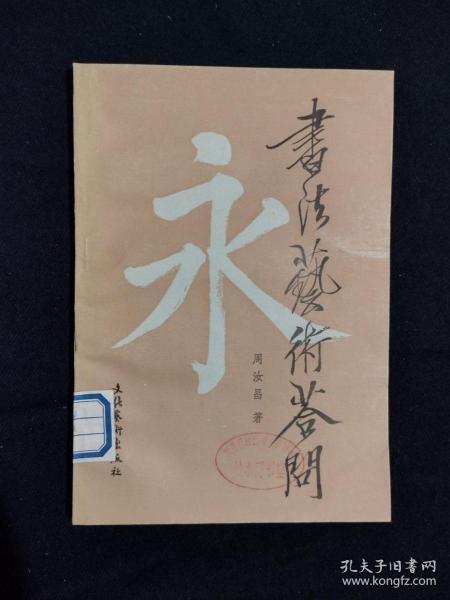 書法藝術答問
永
周汝昌 著
文化藝術出版社
孔夫子旧书网
www.kongfz.com